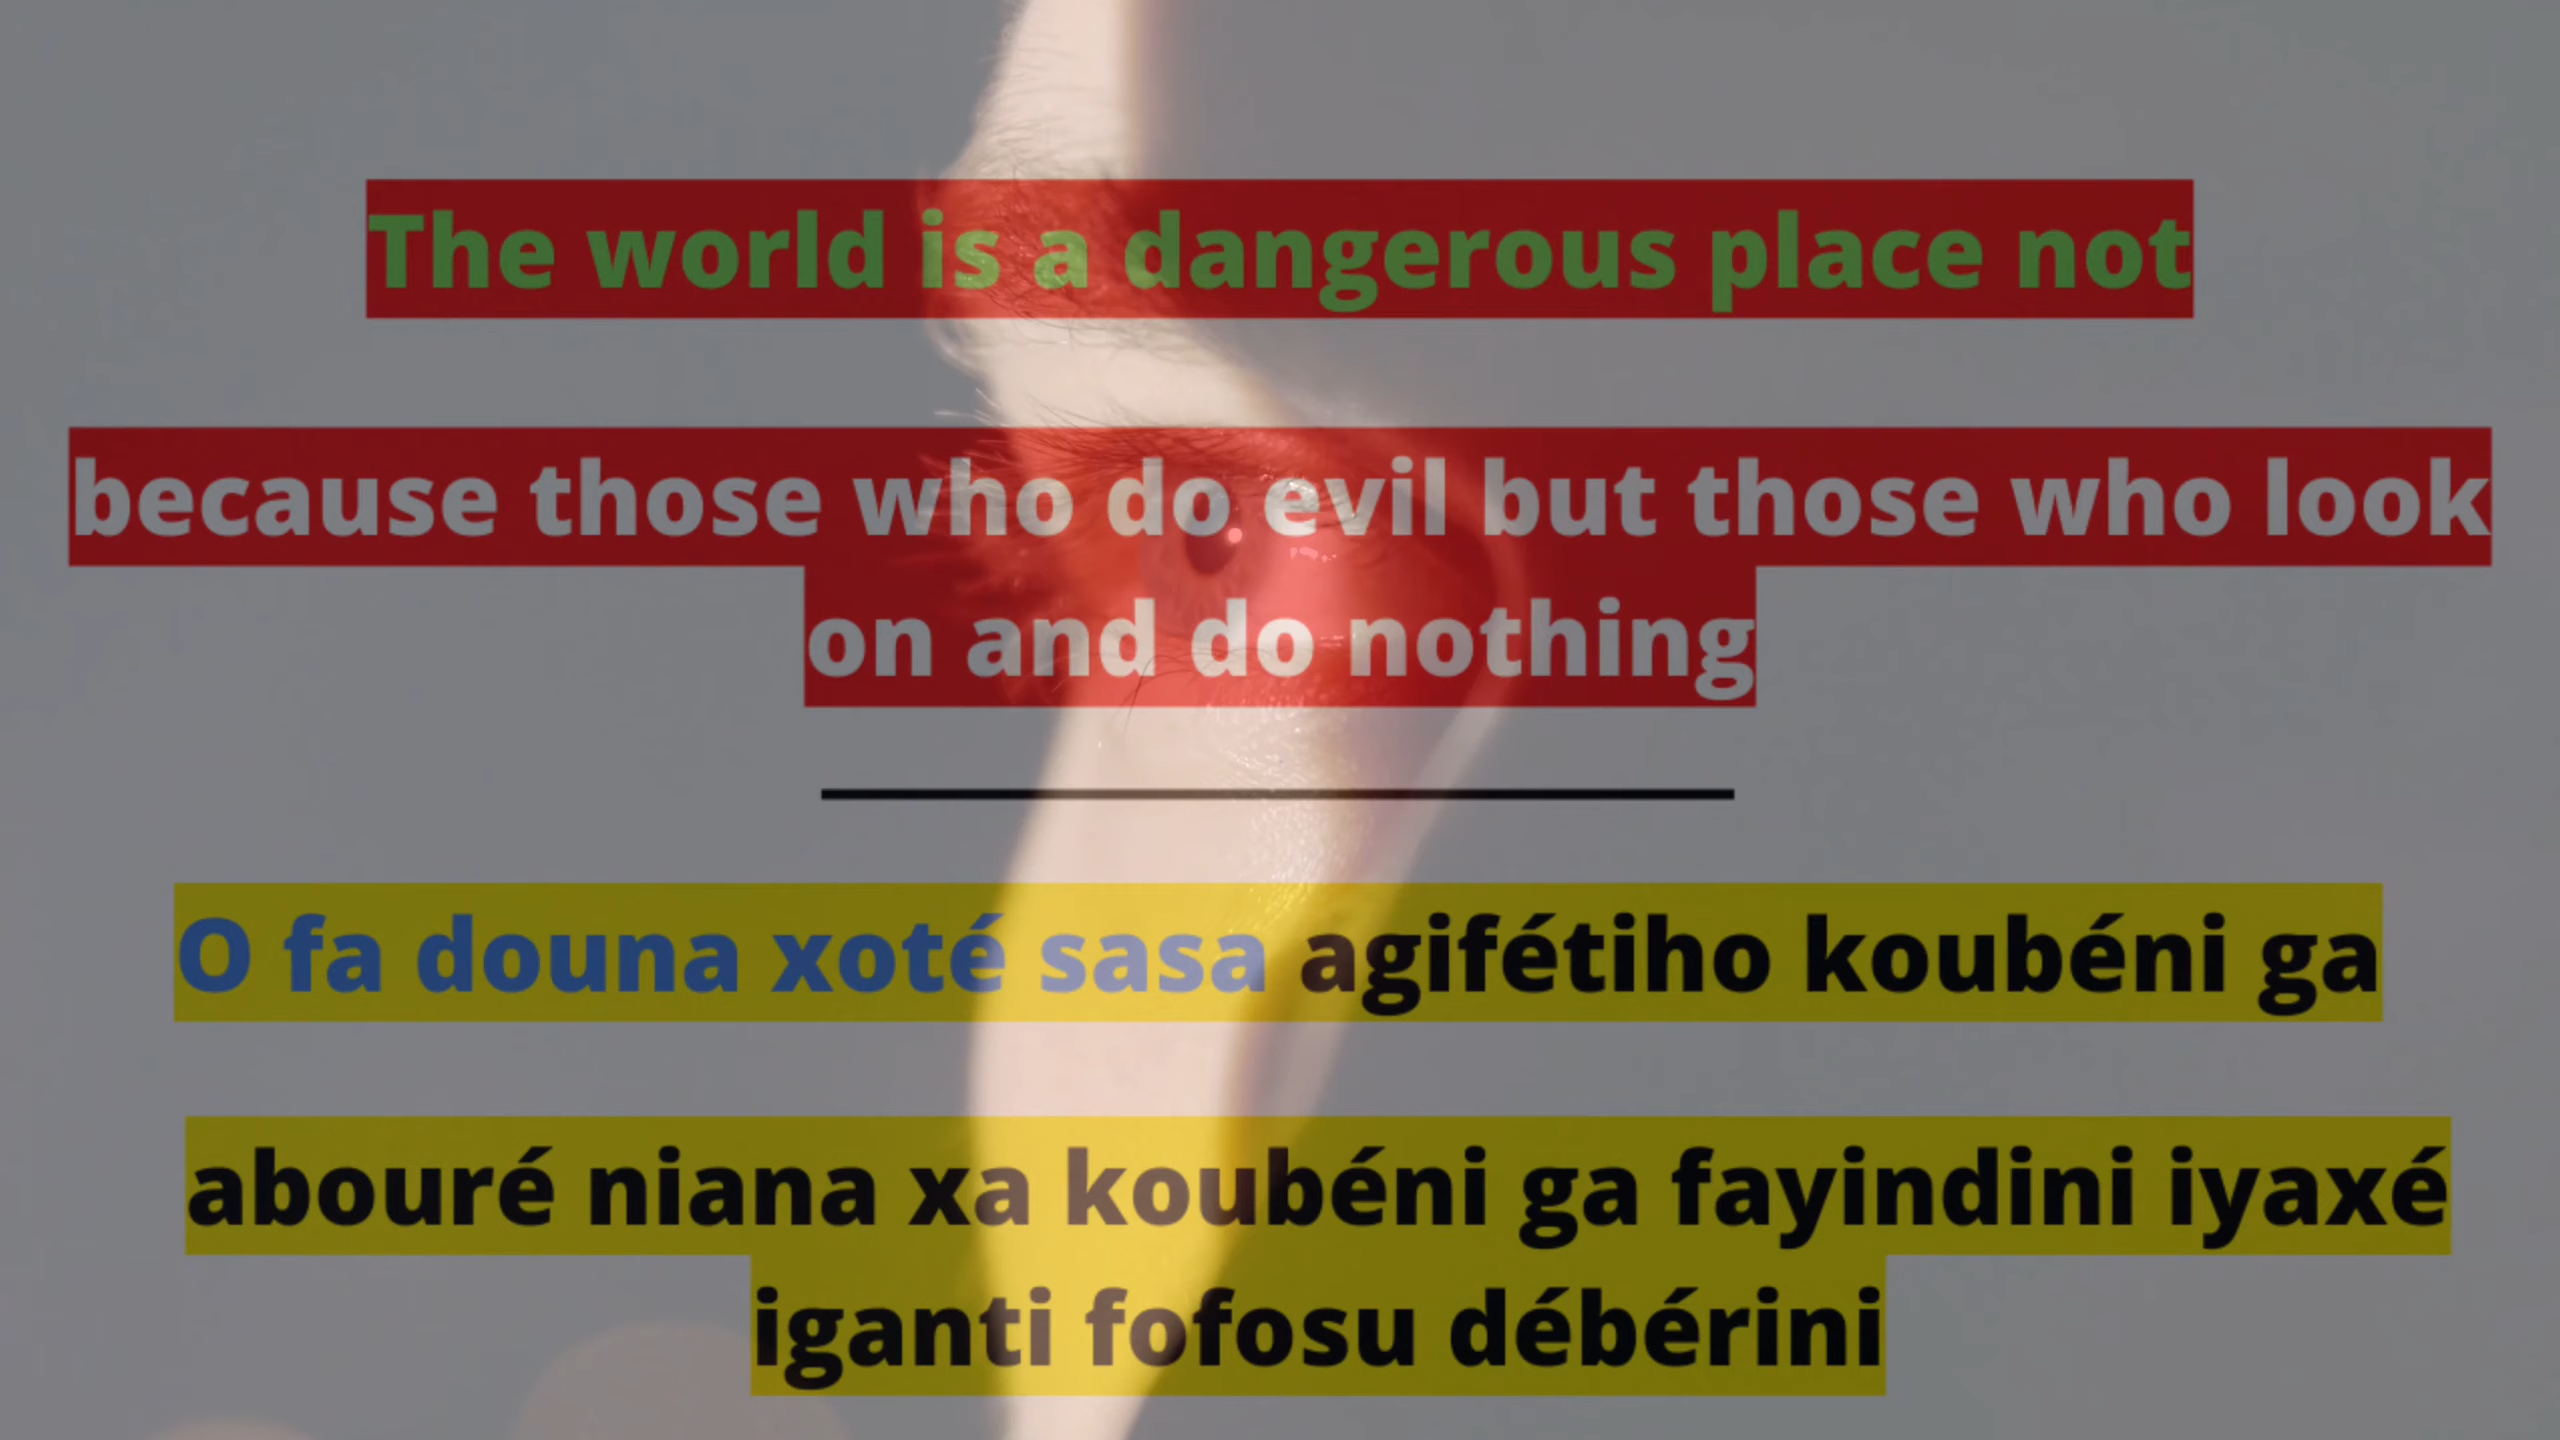 The world is a dangerous place not
because those who do evil but those who look
on and do nothing
O fa douna xoté sasa agifétiho koubéni ga
abouré niana xa koubéni ga fayindini iyaxé
iganti fofosu débérini